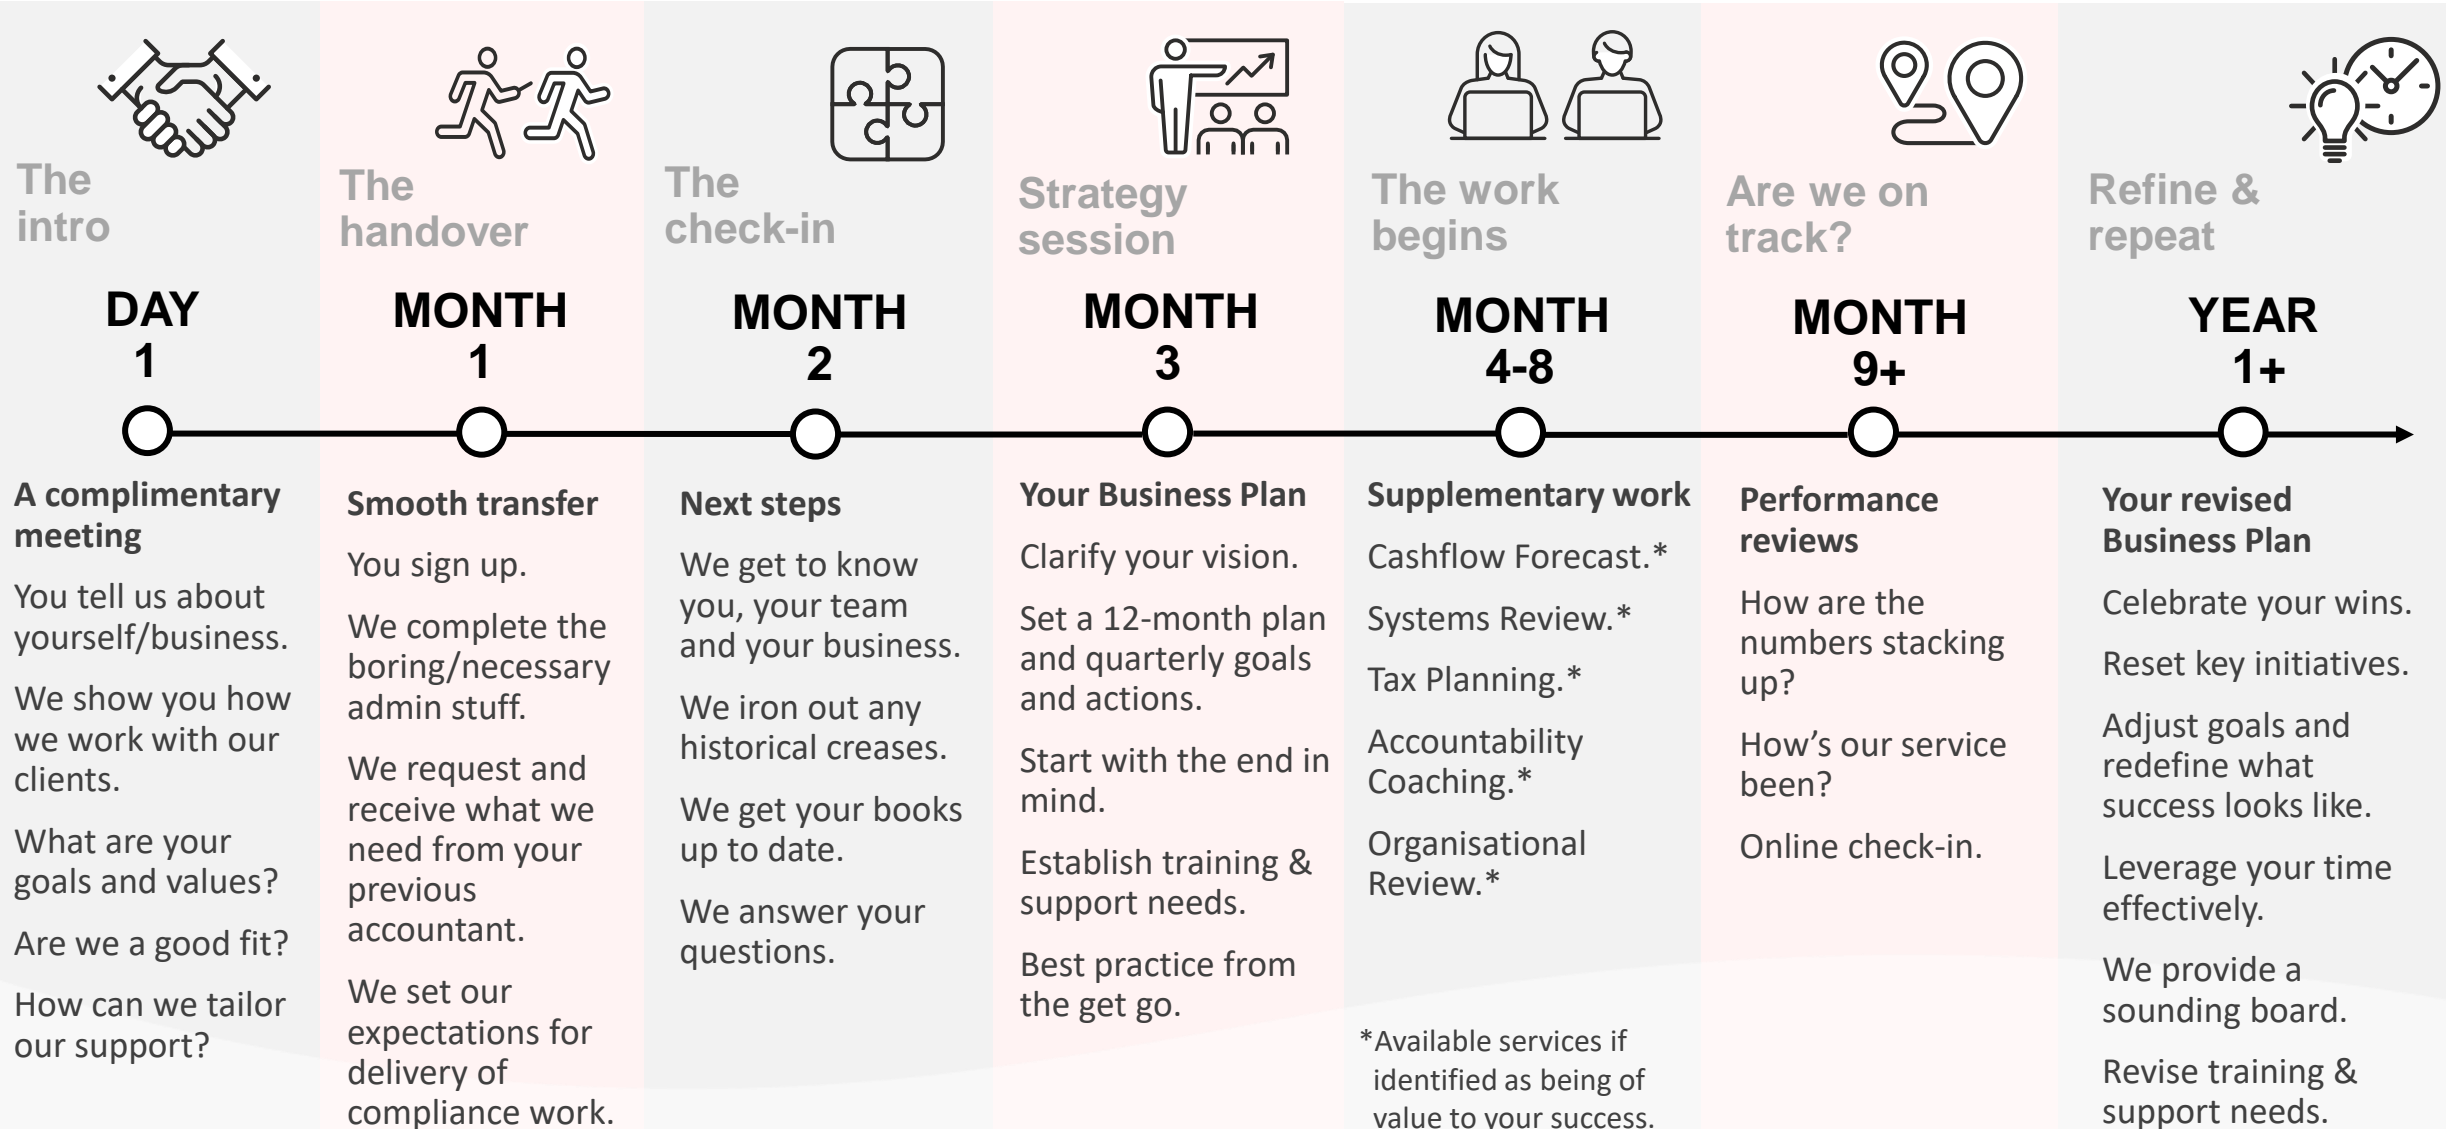 The
intro
DAY
1
A complimentary
meeting
You tell us about
yourself/business.
We show you how
we work with our
clients.
What are your
goals and values?
Are we a good fit?
How can we tailor
our support?
The
handover
MONTH
1
Smooth transfer
You sign up.
We complete the
boring/necessary
admin stuff.
We request and
receive what we
need from your
previous
accountant.
We set our
expectations for
delivery of
compliance work.
The
check-in
MONTH
2
Next steps
We get to know
you, your team
and your business.
We iron out any
historical creases.
We get your books
up to date.
We answer your
questions.
Strategy
session
MONTH
3
Your Business Plan
Clarify your vision.
Set a 12-month plan
and quarterly goals
and actions.
Start with the end in
mind.
Establish training &
support needs.
Best practice from
the get go.
The work
begins
MONTH
4-8
Supplementary work
Cashflow Forecast.*
Systems Review.*
Tax Planning.*
Accountability
Coaching.*
Organisational
Review.*
*Available services if
identified as being of
value to your success.
Are we on
track?
MONTH
9+
Performance
reviews
How are the
numbers stacking
up?
How’s our service
been?
Online check-in.
Refine &
repeat
YEAR
1+
Your revised
Business Plan
Celebrate your wins.
Reset key initiatives.
Adjust goals and
redefine what
success looks like.
Leverage your time
effectively.
We provide a
sounding board.
Revise training &
support needs.